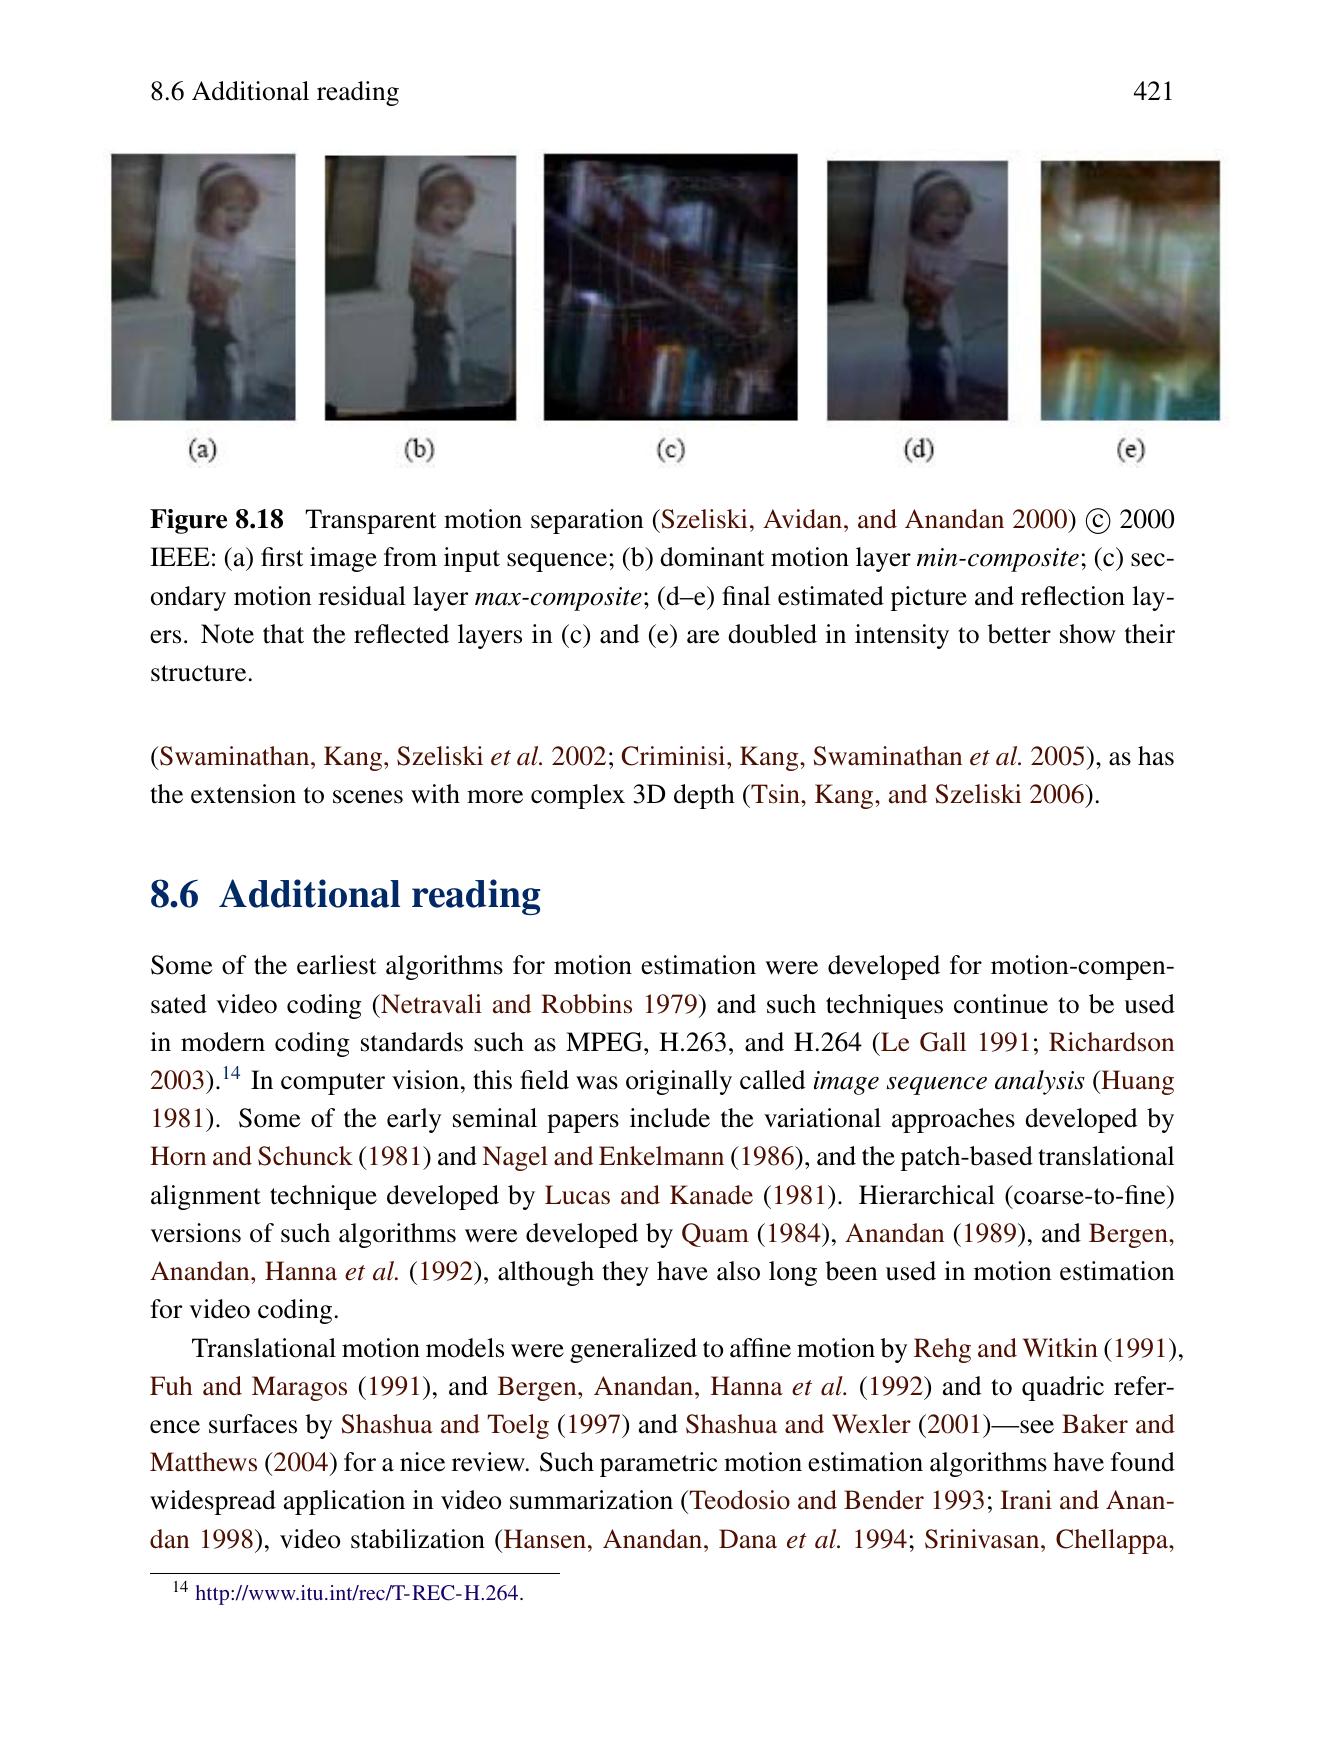 8.6 Additional reading 421
(a) (b) (c) (d) (e)
Figure 8.18 Transparent motion separation (Szeliski, Avidan, and Anandan 2000) © 2000
IEEE: (a) first image from input sequence; (b) dominant motion layer min-composite; (c) sec-
ondary motion residual layer max-composite; (d–e) final estimated picture and reflection lay-
ers. Note that the reflected layers in (c) and (e) are doubled in intensity to better show their
structure.
(Swaminathan, Kang, Szeliski et al. 2002; Criminisi, Kang, Swaminathan et al. 2005), as has
the extension to scenes with more complex 3D depth (Tsin, Kang, and Szeliski 2006).
8.6 Additional reading
Some of the earliest algorithms for motion estimation were developed for motion-compen-
sated video coding (Netravali and Robbins 1979) and such techniques continue to be used
in modern coding standards such as MPEG, H.263, and H.264 (Le Gall 1991; Richardson
2003).14 In computer vision, this field was originally called image sequence analysis (Huang
1981). Some of the early seminal papers include the variational approaches developed by
Horn and Schunck (1981) and Nagel and Enkelmann (1986), and the patch-based translational
alignment technique developed by Lucas and Kanade (1981). Hierarchical (coarse-to-fine)
versions of such algorithms were developed by Quam (1984), Anandan (1989), and Bergen,
Anandan, Hanna et al. (1992), although they have also long been used in motion estimation
for video coding.
Translational motion models were generalized to affine motion by Rehg and Witkin (1991),
Fuh and Maragos (1991), and Bergen, Anandan, Hanna et al. (1992) and to quadric refer-
ence surfaces by Shashua and Toelg (1997) and Shashua and Wexler (2001)—see Baker and
Matthews (2004) for a nice review. Such parametric motion estimation algorithms have found
widespread application in video summarization (Teodosio and Bender 1993; Irani and Anan-
dan 1998), video stabilization (Hansen, Anandan, Dana et al. 1994; Srinivasan, Chellappa,
14 http://www.itu.int/rec/T-REC-H.264.